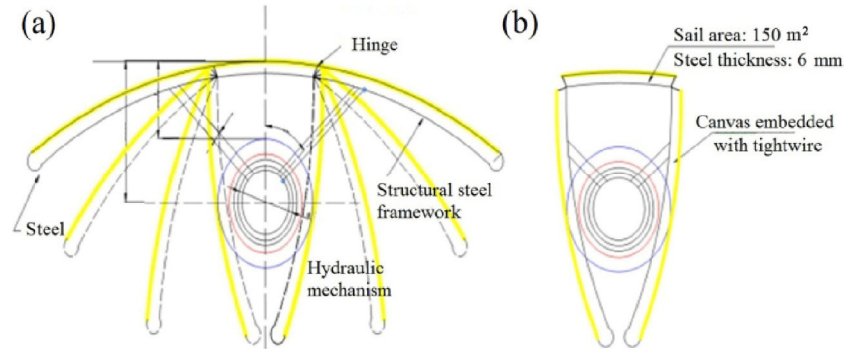 (a)
Hinge
Steel
Structural steel
framework
Hydraulic
mechanism
(b)
Sail area: 150 m²
Steel thickness: 6 mm
Canvas embedded
with tightwire